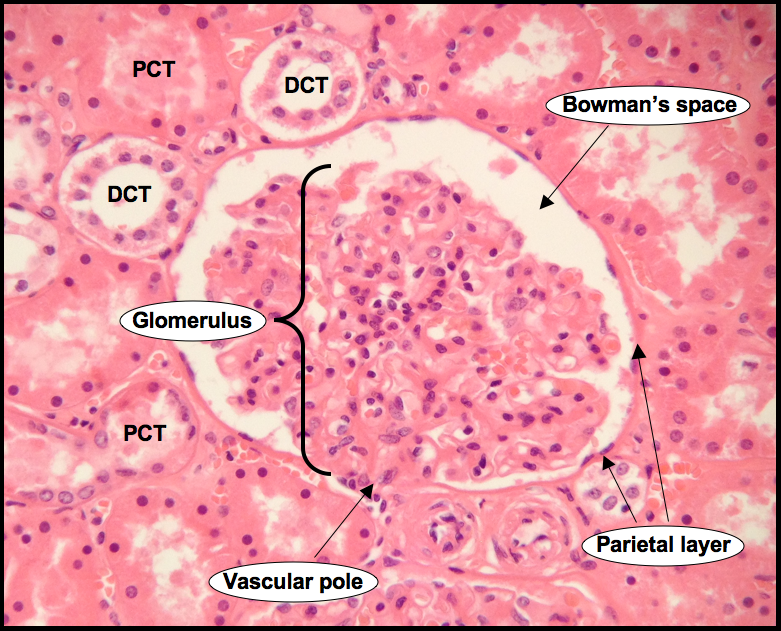 PCT
DCT
Bowman’s space
DCT
Glomerulus
PCT
Parietal layer
Vascular pole